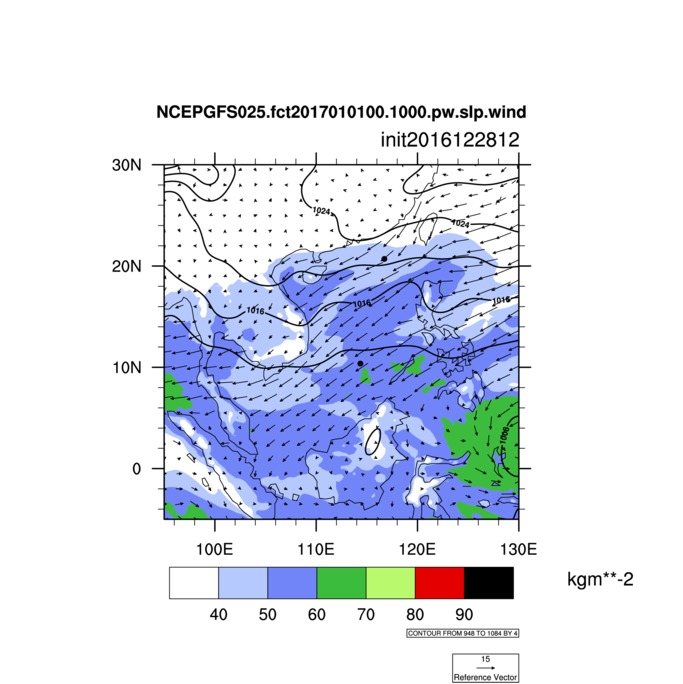 NCEPGFS025.fct2017010100.1000.pw.slp.wind
init2016122812
30N
1024
1024
20N
1016
1016
1016
10N
1008
0
100E 110E 120E 130E
kgm**-2
40 50 60 70 80 90
CONTOUR FROM 948 TO 1084 BY 4
15
Reference Vector